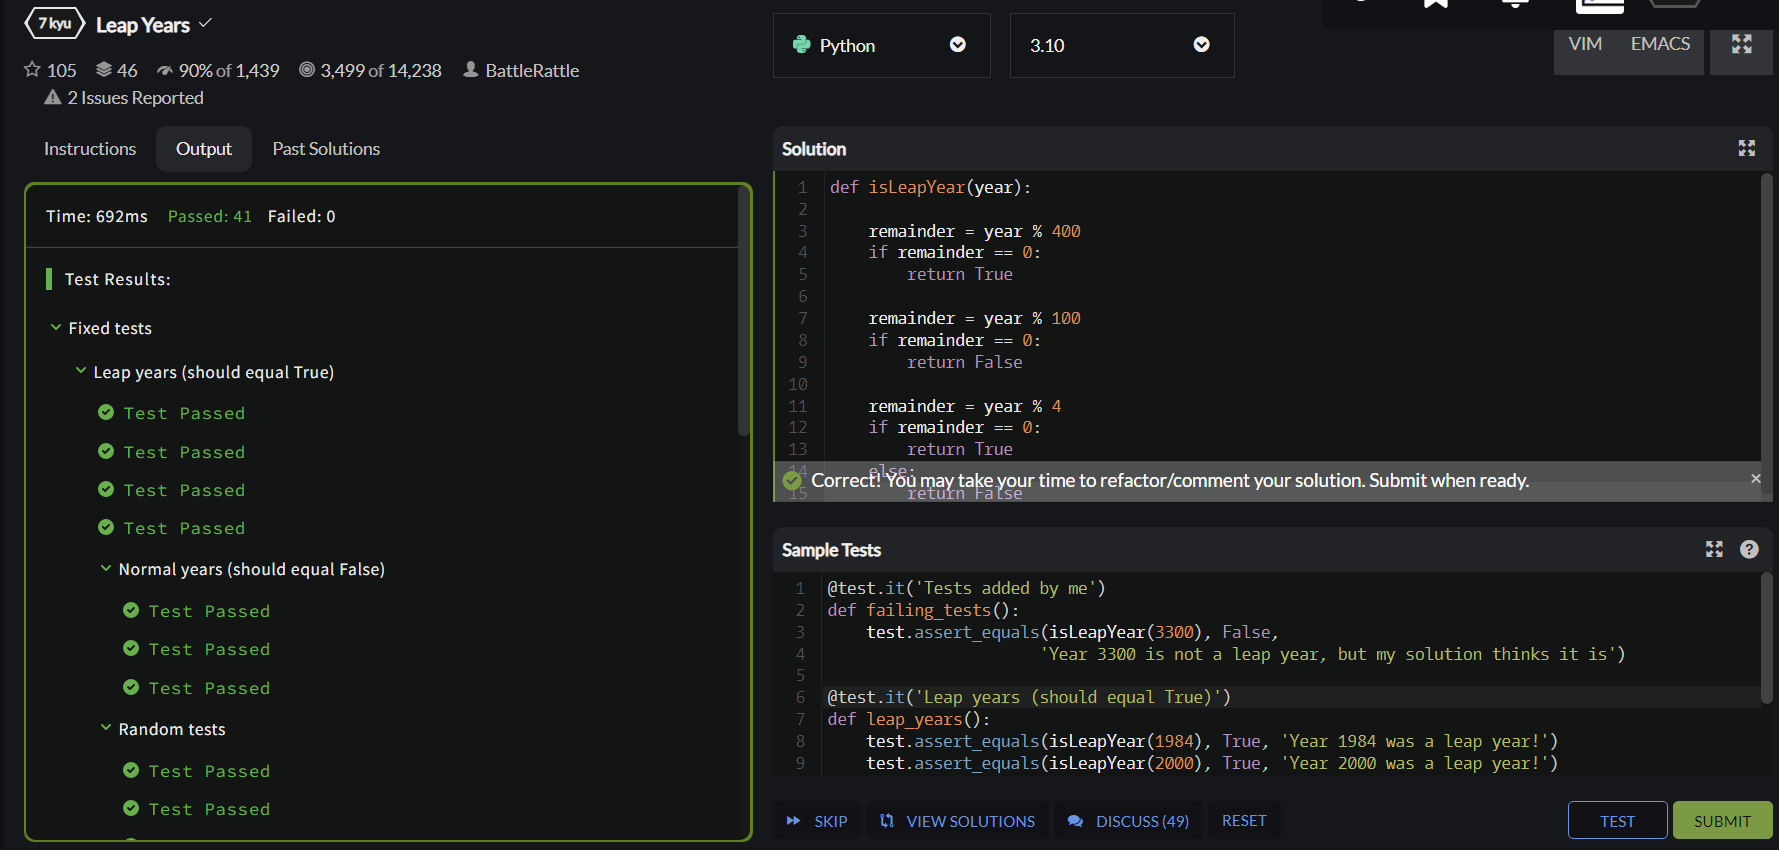 7 kyu
Leap Years
105 46 90% of 1,439 3,499 of 14,238 BattleRattle
2 Issues Reported
Instructions Output Past Solutions
Time: 692ms Passed: 41 Failed: 0
Test Results:
Fixed tests
Leap years (should equal True)
Test Passed
Test Passed
Test Passed
Test Passed
Normal years (should equal False)
Test Passed
Test Passed
Test Passed
Random tests
Test Passed
Test Passed
Python 3.10 VIM EMACS
Solution
1 def isLeapYear(year):
2
3 remainder = year % 400
4 if remainder == 0:
5 return True
6
7 remainder = year % 100
8 if remainder == 0:
9 return False
10
11 remainder = year % 4
12 if remainder == 0:
13 return True
14 else:
Correct! You may take your time to refactor/comment your solution. Submit when ready. ×
15 return False
Sample Tests ?
1 @test.it('Tests added by me')
2 def failing_tests():
3 test.assert_equals(isLeapYear(3300), False,
4 'Year 3300 is not a leap year, but my solution thinks it is')
5
6 @test.it('Leap years (should equal True)')
7 def leap_years():
8 test.assert_equals(isLeapYear(1984), True, 'Year 1984 was a leap year!')
9 test.assert_equals(isLeapYear(2000), True, 'Year 2000 was a leap year!')
SKIP VIEW SOLUTIONS DISCUSS (49) RESET TEST SUBMIT